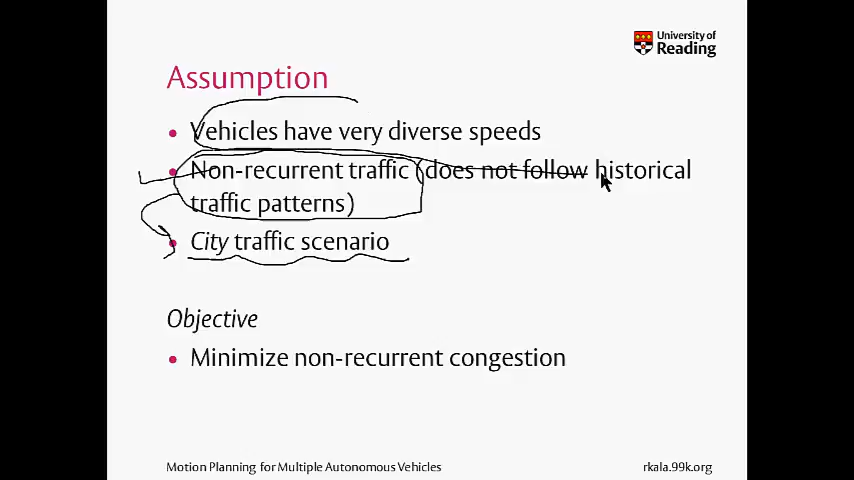 University of
Reading
Assumption
• Vehicles have very diverse speeds
• Non-recurrent traffic (does not follow historical
traffic patterns)
• City traffic scenario
Objective
• Minimize non-recurrent congestion
Motion Planning for Multiple Autonomous Vehicles
rkala.99k.org